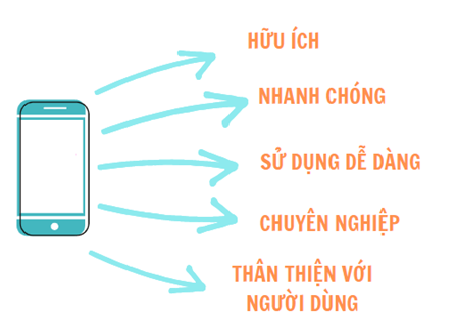 HỮU ÍCH
NHANH CHÓNG
SỬ DỤNG DỄ DÀNG
CHUYÊN NGHIỆP
THÂN THIỆN VỚI
NGƯỜI DÙNG